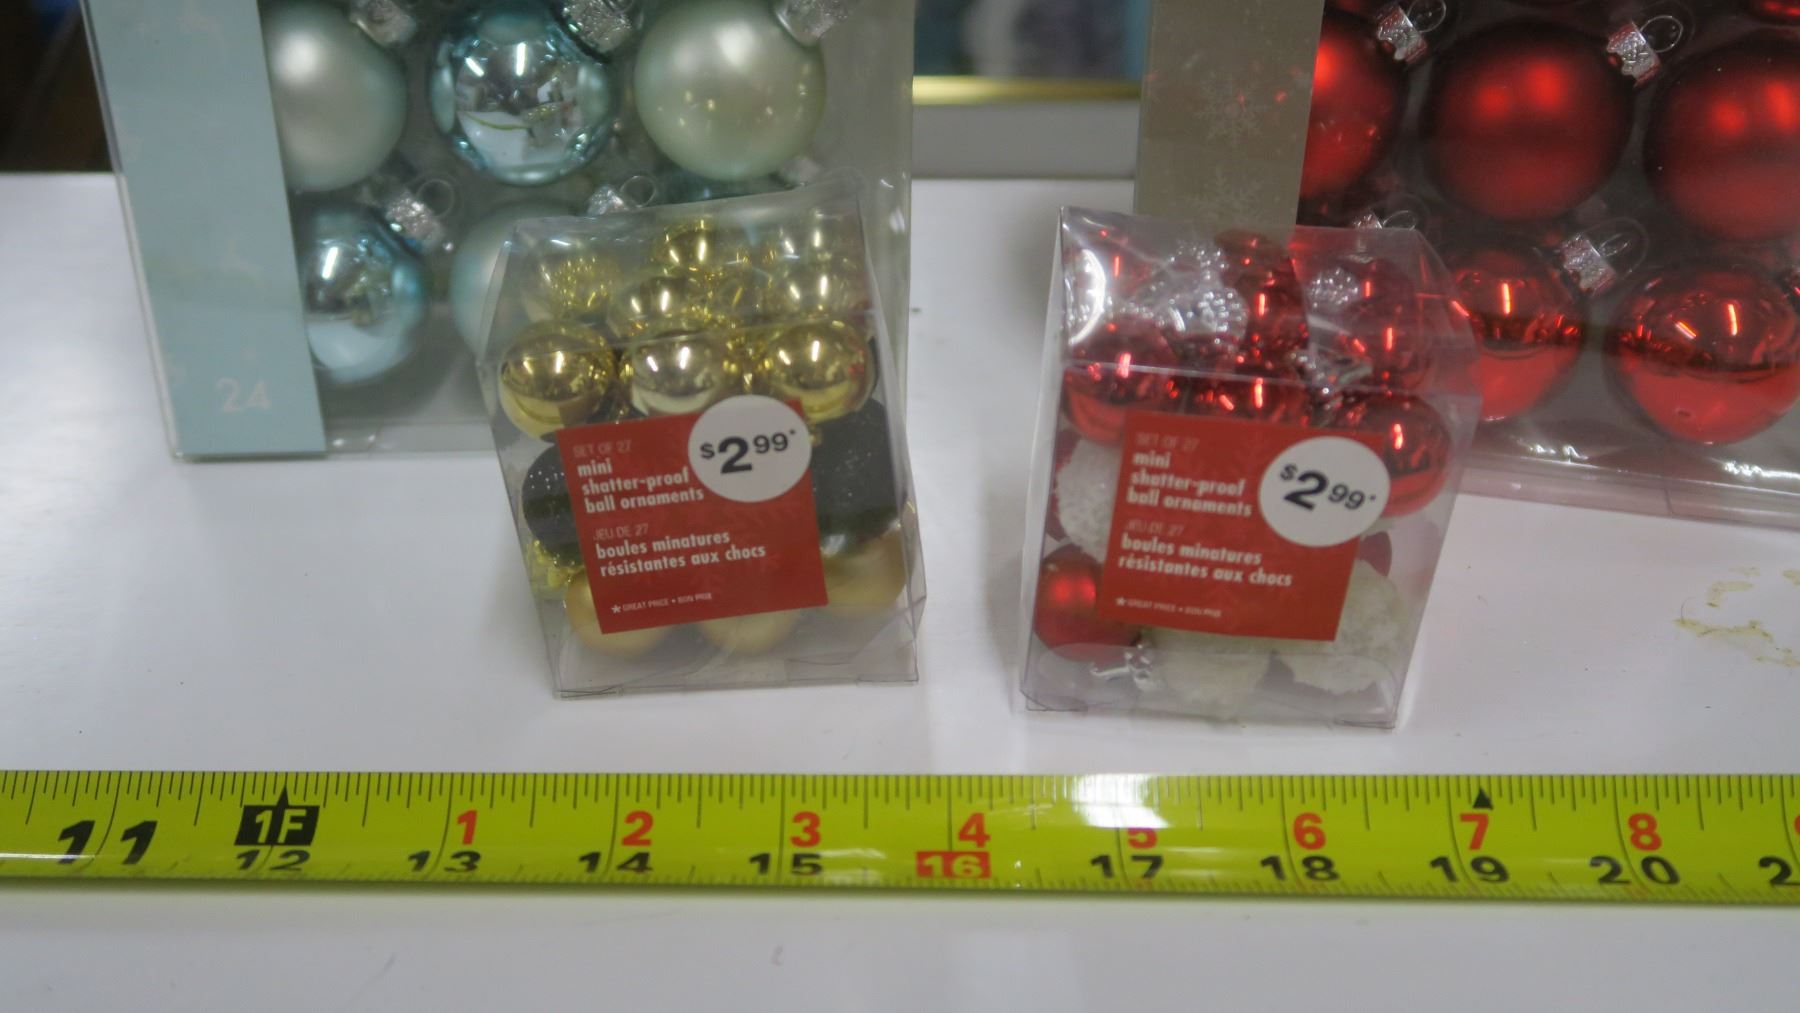 24
SET OF 27
mini
shatter-proof
ball ornaments
$2.99*
JEU DE 27
boules minatures
résistantes aux chocs
*GREAT PRICE • BON PRIX
SET OF 27
mini
shatter-proof
ball ornaments
$2.99*
JEU DE 27
boules minatures
résistantes aux chocs
*GREAT PRICE • BON PRIX
1F 1 2 3 4 5 6 7 8
11 12 13 14 15 16 17 18 19 20